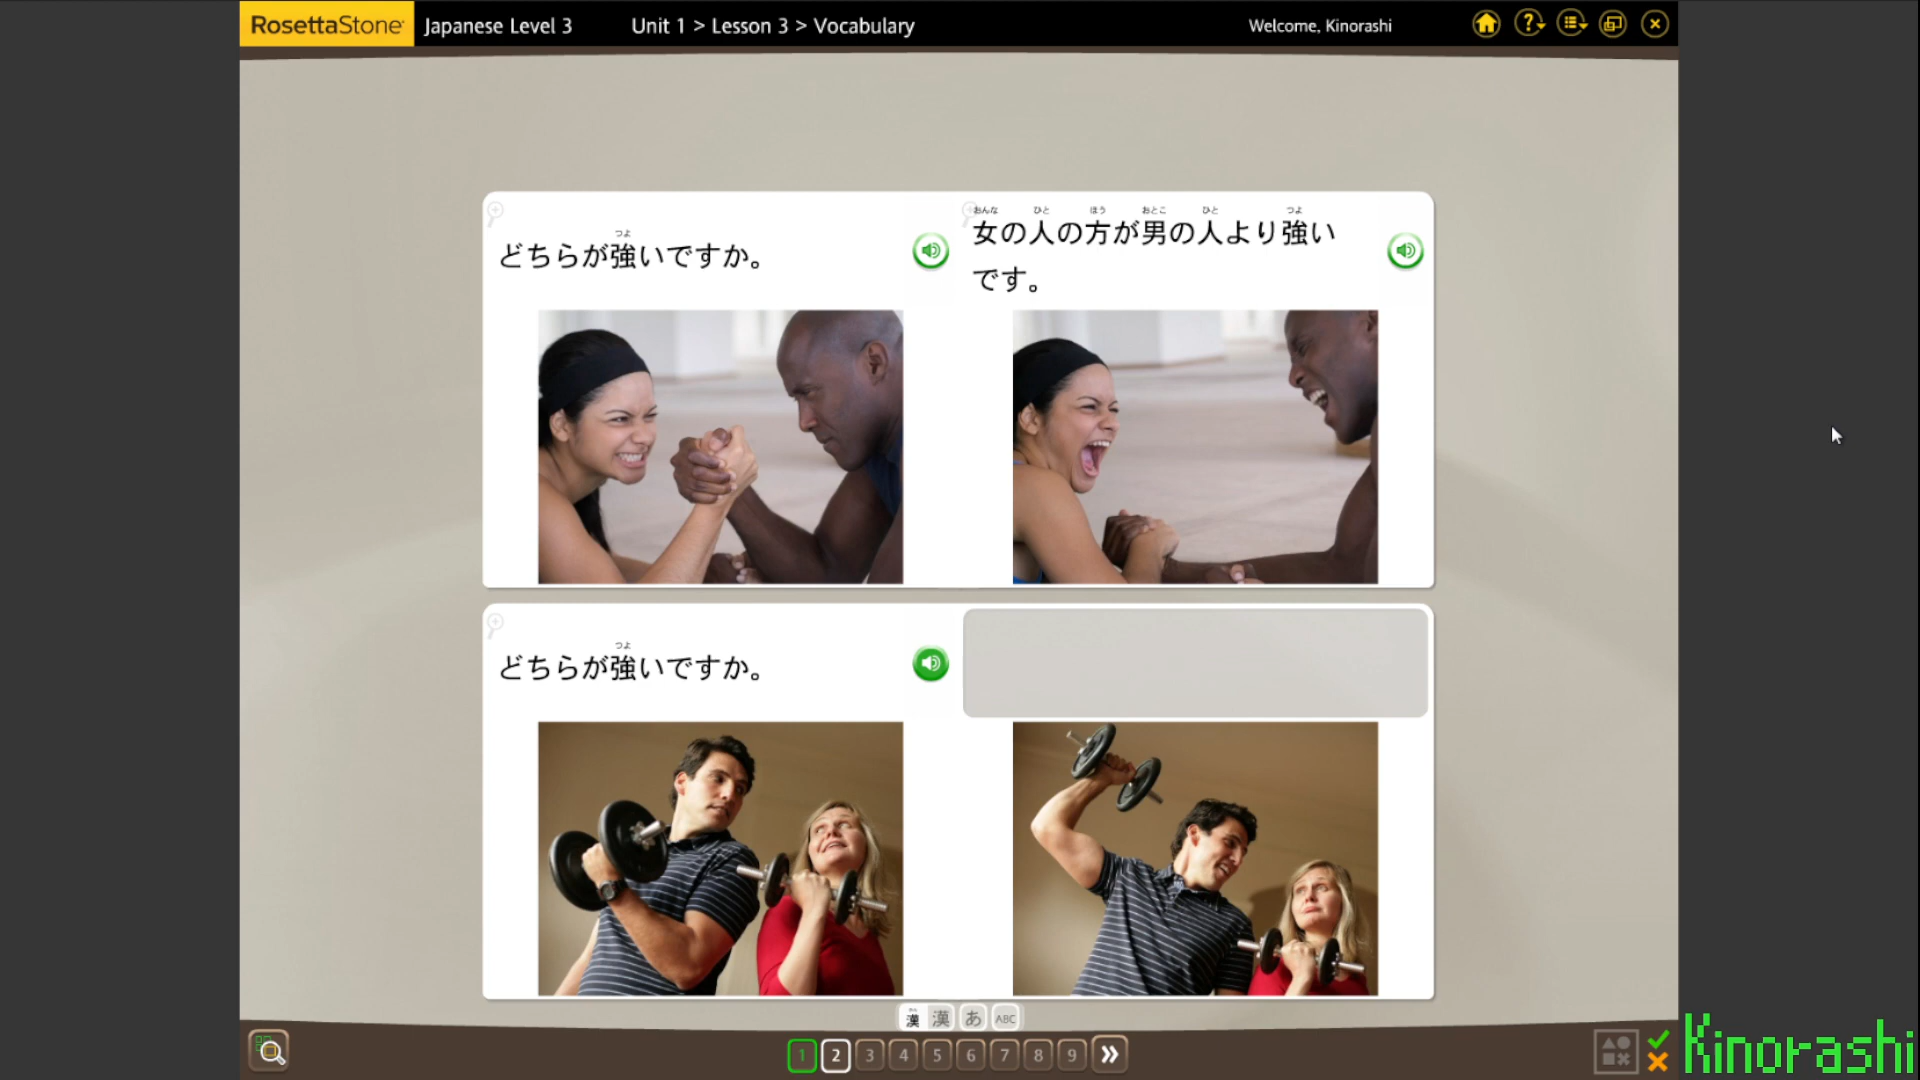 RosettaStone Japanese Level 3 Unit 1 > Lesson 3 > Vocabulary Welcome, Kinorashi
つよ
どちらが強いですか。
おんな ひと ほう おとこ ひと つよ
女の人の方が男の人より強い
です。
つよ
どちらが強いですか。
漢 漢 あ ABC
1 2 3 4 5 6 7 8 9
Kinorashi